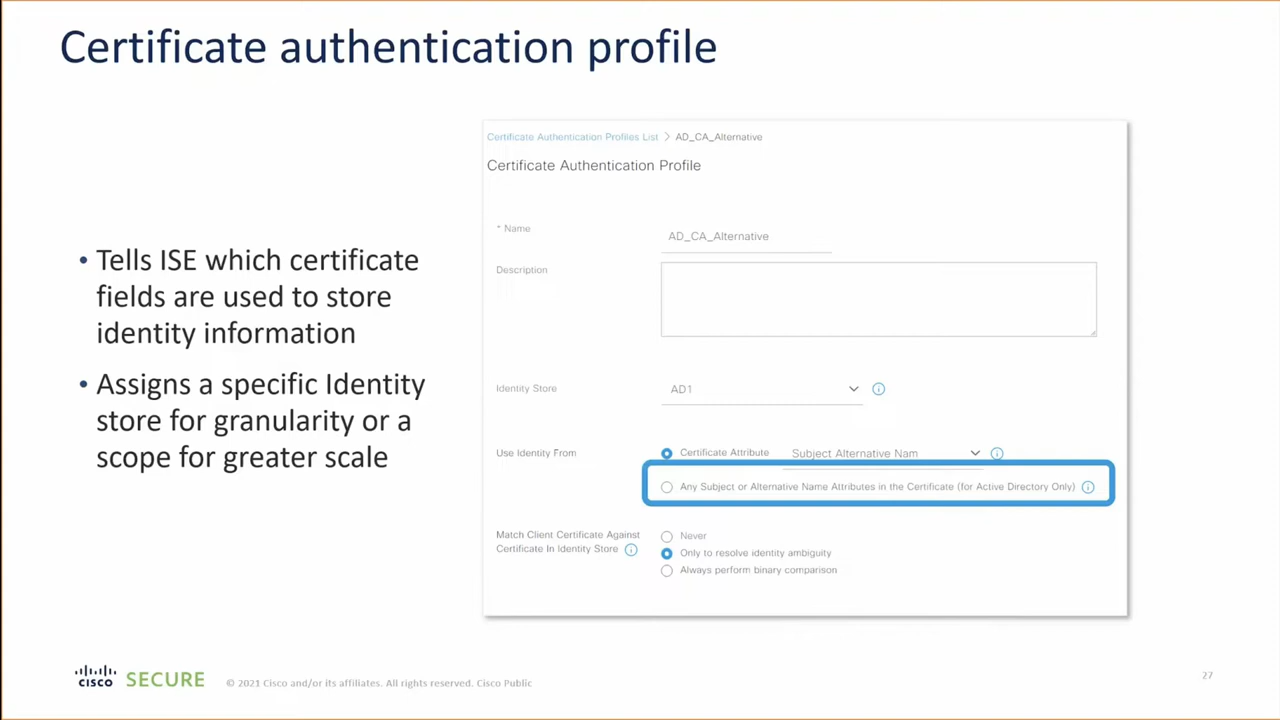 Certificate authentication profile
• Tells ISE which certificate
fields are used to store
identity information
• Assigns a specific Identity
store for granularity or a
scope for greater scale
Certificate Authentication Profiles List > AD_CA_Alternative
Certificate Authentication Profile
* Name
AD_CA_Alternative
Description
Identity Store
AD1
Use Identity From
Certificate Attribute
Subject Alternative Nam
Any Subject or Alternative Name Attributes in the Certificate (for Active Directory Only)
Match Client Certificate Against
Certificate In Identity Store
Never
Only to resolve identity ambiguity
Always perform binary comparison
CISCO SECURE
© 2021 Cisco and/or its affiliates. All rights reserved. Cisco Public
27